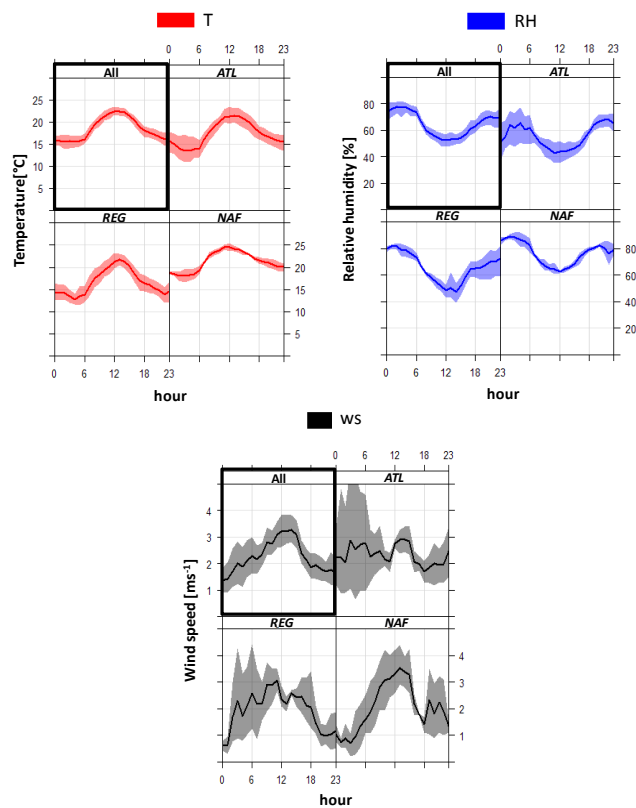 T
RH
0 6 12 18 23
0 6 12 18 23
All ATL
All ATL
Temperature[°C]
25
20
15
10
5
Relative humidity [%]
80
60
40
20
REG NAF
REG NAF
25
20
15
10
5
80
60
40
20
0 6 12 18 23
0 6 12 18 23
hour
hour
ws
0 6 12 18 23
All ATL
Wind speed [ms-1]
4
3
2
1
REG NAF
4
3
2
1
0 6 12 18 23
hour